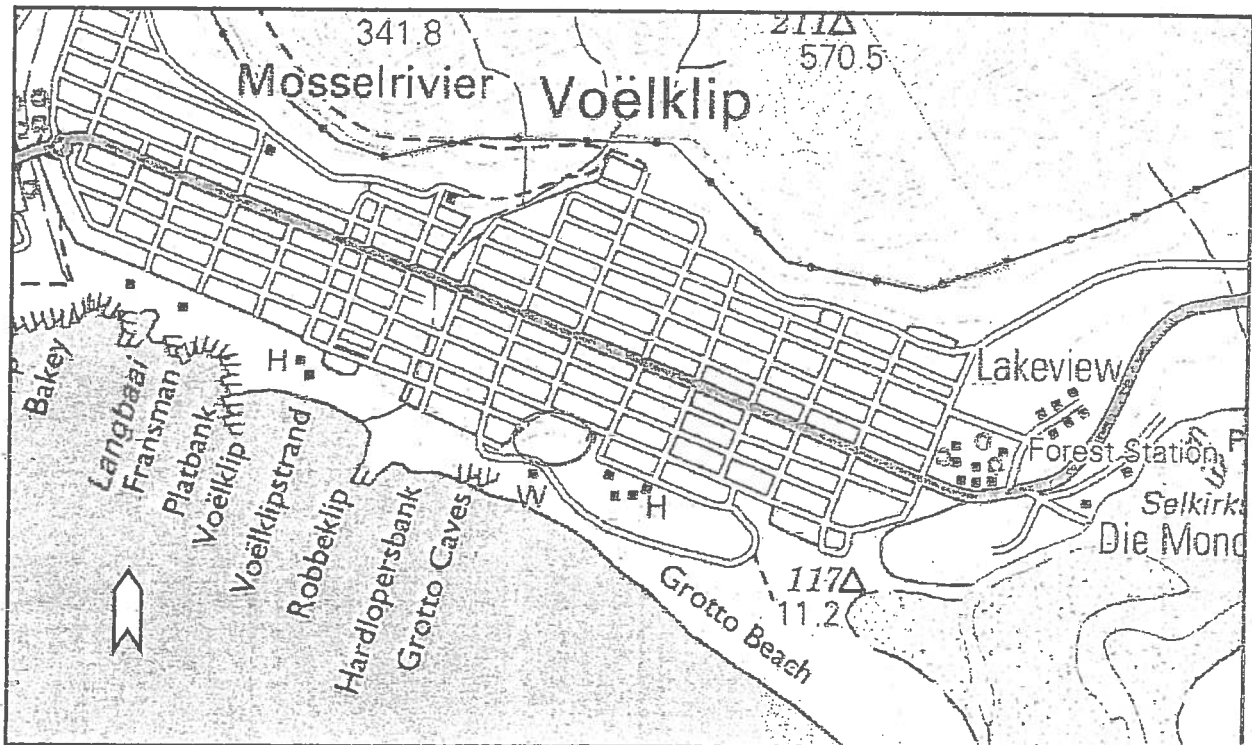 341.8
211
570.5
Mosselrivier
Voëlklip
Lakeview
Forest Station
Selkirks
Die Mond
H
W
H
117
11.2
Bakey
Langbaai
Fransman
Platbank
Voëlklip
Voëlklipstrand
Robbeklip
Hardlopersbank
Grotto Caves
Grotto Beach